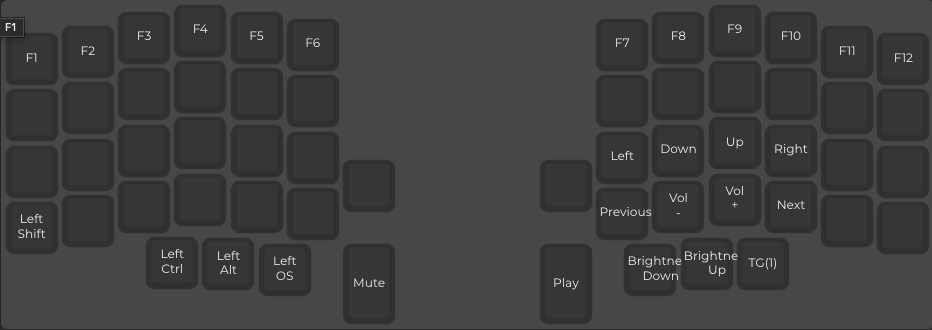 F1
F1 F2 F3 F4 F5 F6 F7 F8 F9 F10 F11 F12
Left Down Up Right
Left
Shift
Previous
Vol
-
Vol
+
Next
Left
Ctrl
Left
Alt
Left
OS
Mute
Play
Brightne
Down
Brightne
Up
TG(1)